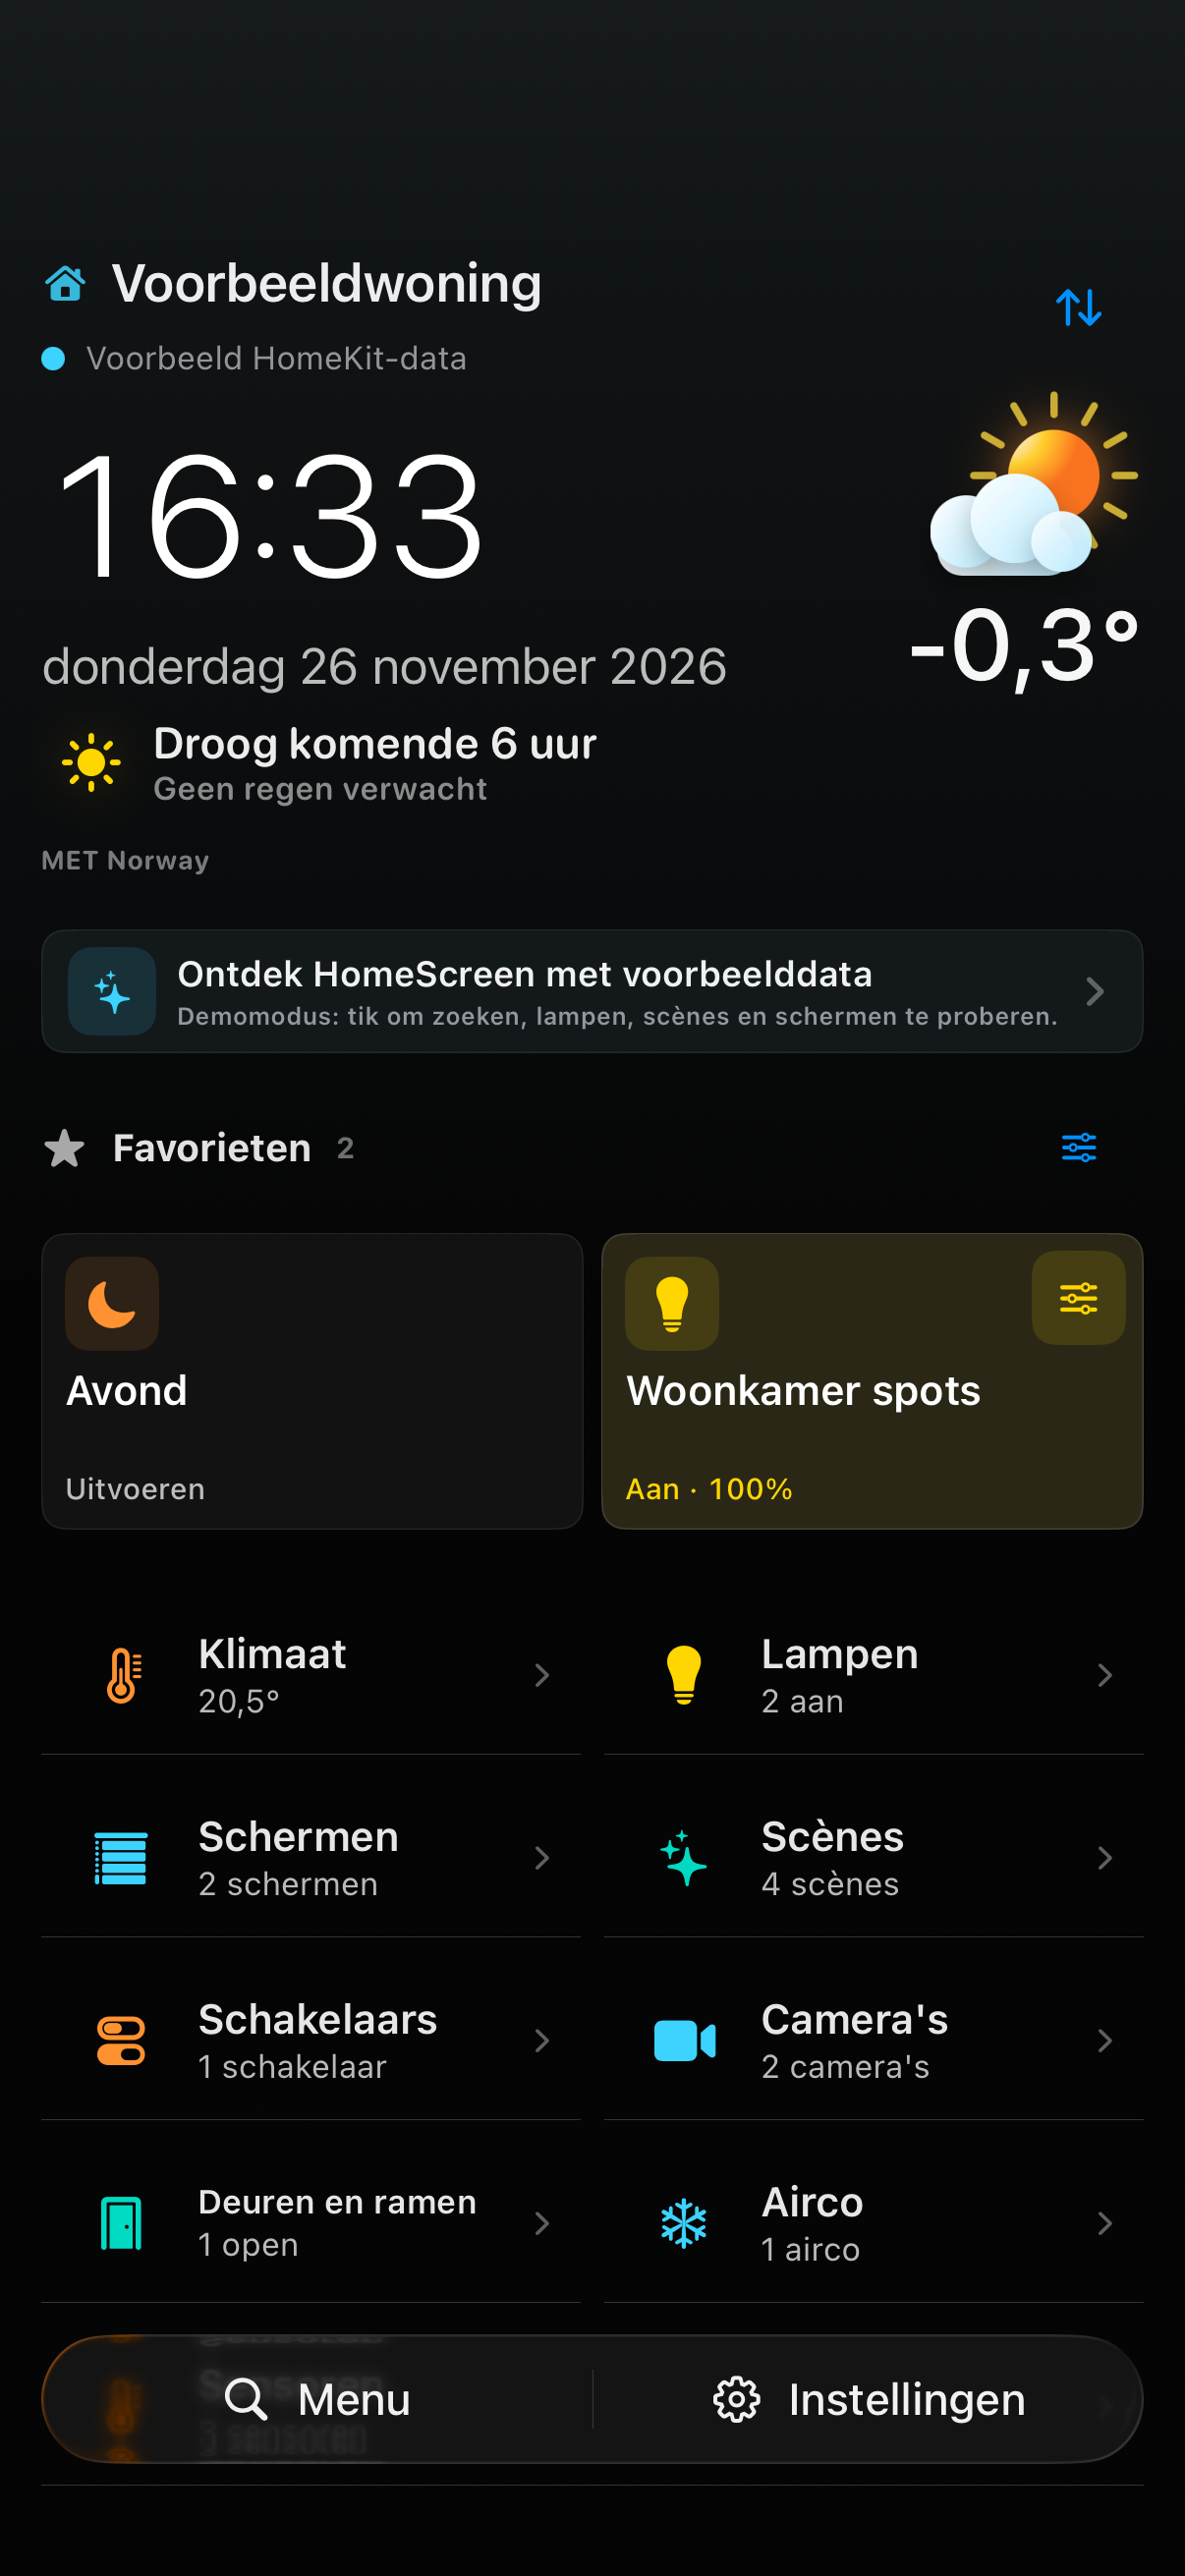 Voorbeeldwoning
Voorbeeld HomeKit-data
16:33
-0,3°
donderdag 26 november 2026
Droog komende 6 uur
Geen regen verwacht
MET Norway
Ontdek HomeScreen met voorbeelddata
Demomodus: tik om zoeken, lampen, scènes en schermen te proberen.
Favorieten 2
Avond
Uitvoeren
Woonkamer spots
Aan · 100%
Klimaat
20,5°
Lampen
2 aan
Schermen
2 schermen
Scènes
4 scènes
Schakelaars
1 schakelaar
Camera's
2 camera's
Deuren en ramen
1 open
Airco
1 airco
Menu
Instellingen